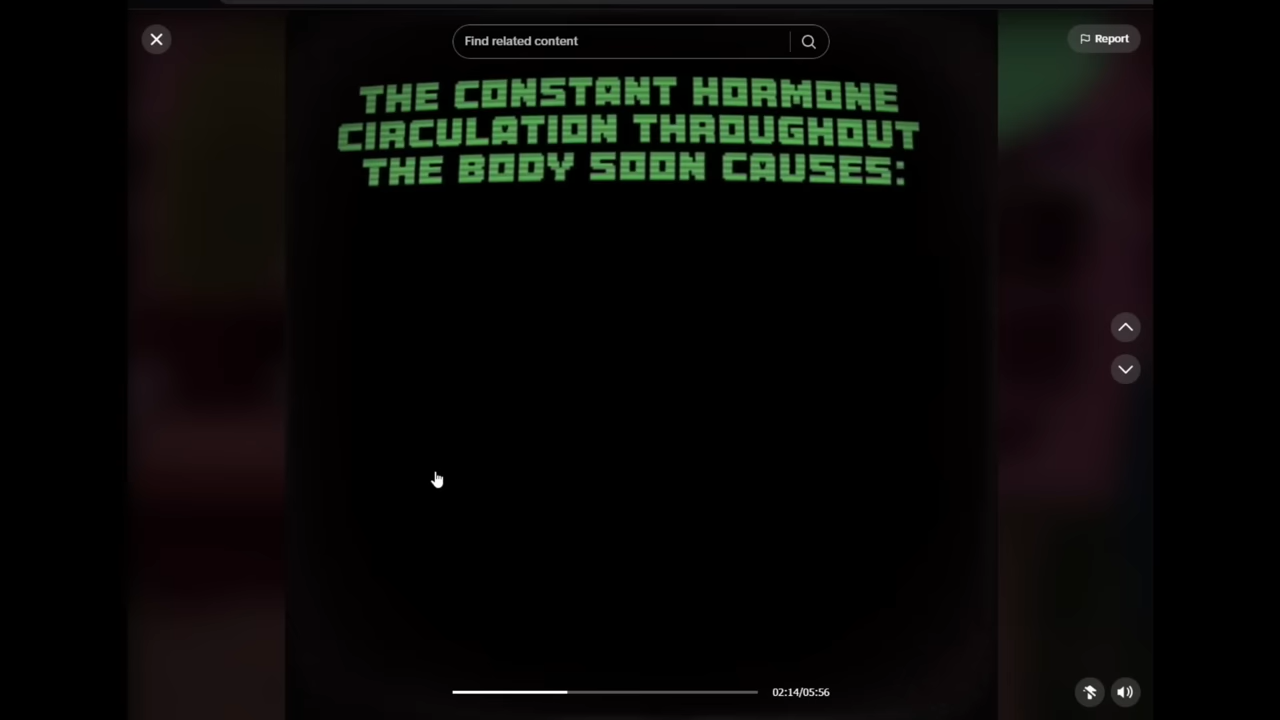 Find related content
Report
THE CONSTANT HORMONE
CIRCULATION THROUGHOUT
THE BODY SOON CAUSES:
02:14/05:56